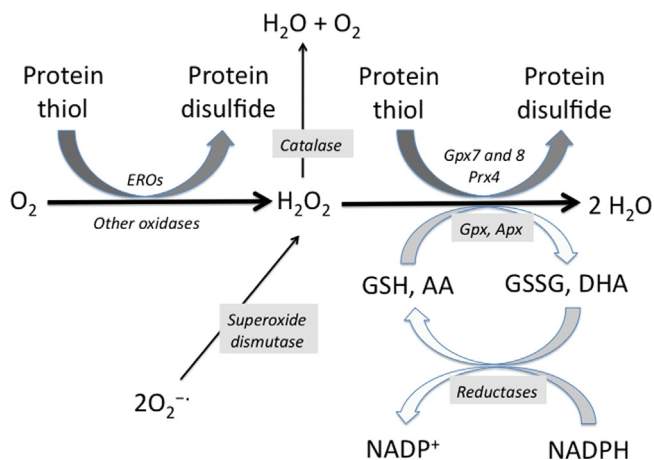 H₂O + O₂
Protein thiol
Protein disulfide
Protein thiol
Protein disulfide
Catalase
Gpx7 and 8
Prx4
EROs
O₂
H₂O₂
2 H₂O
Other oxidases
Gpx, Apx
GSH, AA
GSSG, DHA
Superoxide
dismutase
Reductases
2O₂⁻·
NADP⁺
NADPH